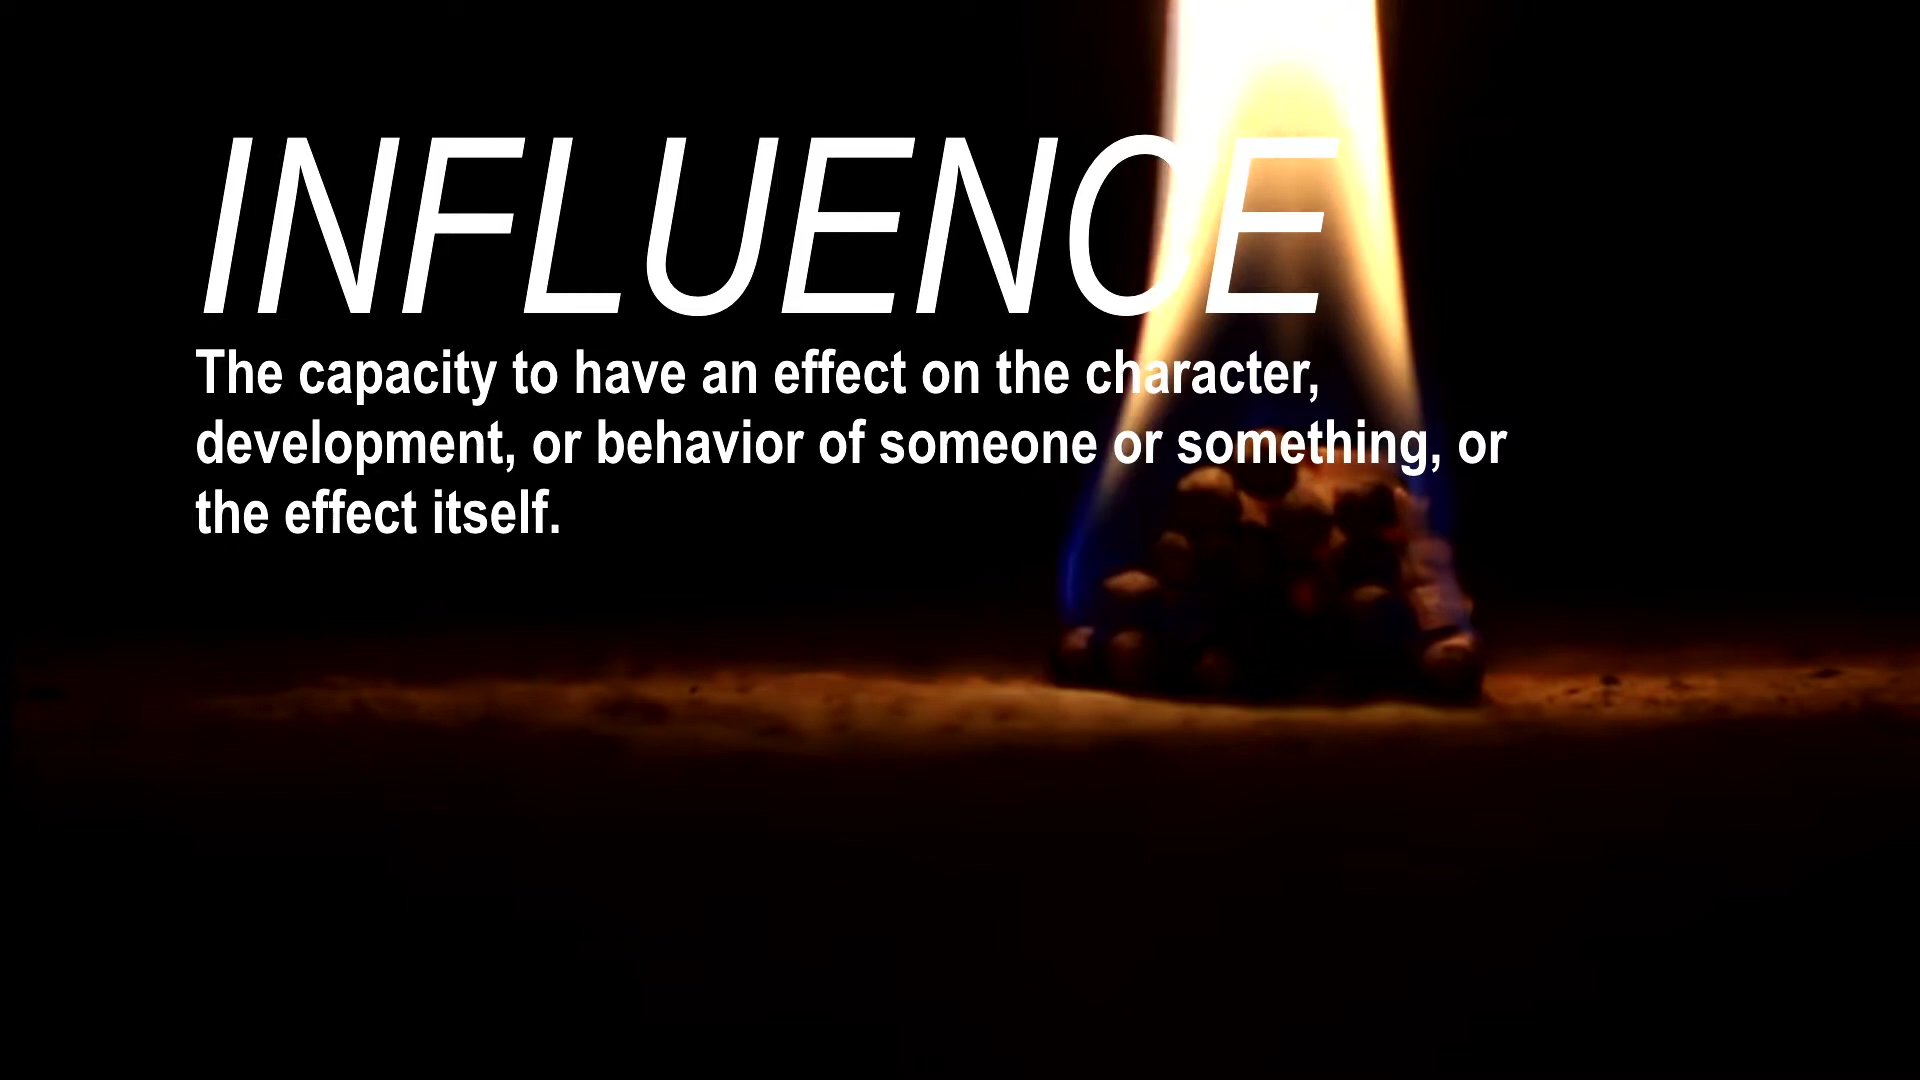 INFLUENCE
The capacity to have an effect on the character,
development, or behavior of someone or something, or
the effect itself.